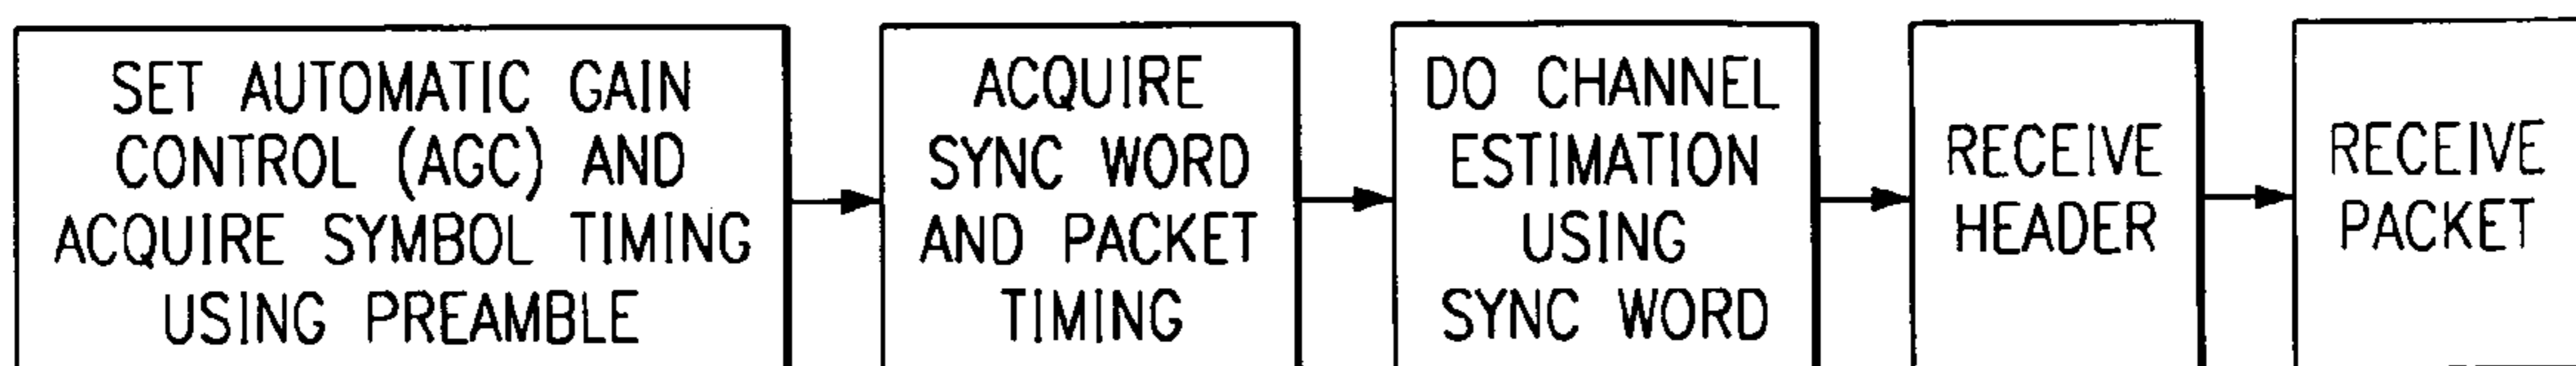 SET AUTOMATIC GAIN
CONTROL (AGC) AND
ACQUIRE SYMBOL TIMING
USING PREAMBLE
ACQUIRE
SYNC WORD
AND PACKET
TIMING
DO CHANNEL
ESTIMATION
USING
SYNC WORD
RECEIVE
HEADER
RECEIVE
PACKET